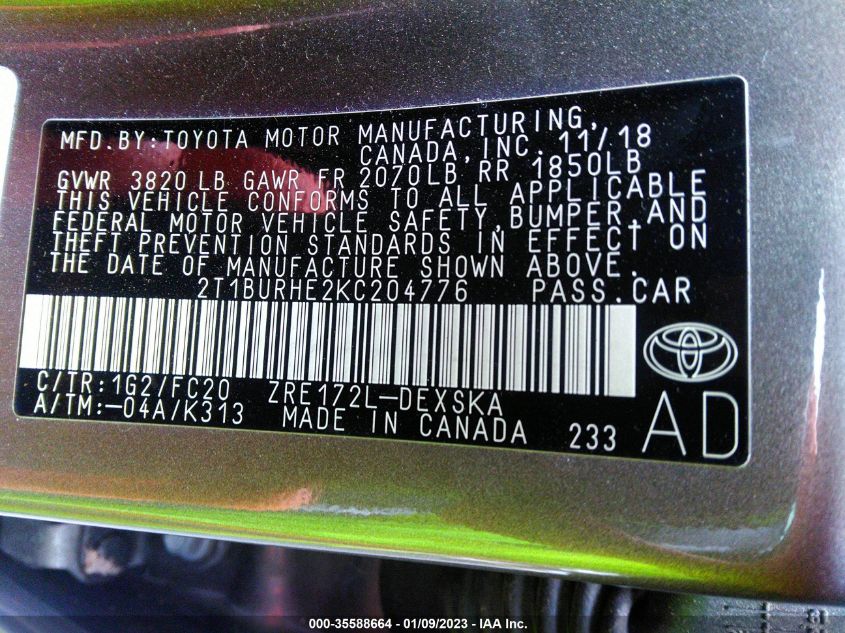 MFD.BY:TOYOTA MOTOR MANUFACTURING,
CANADA,INC. 11/18
GVWR 3820LB GAWR FR 2070LB, RR 1850LB
THIS VEHICLE CONFORMS TO ALL APPLICABLE
FEDERAL MOTOR VEHICLE SAFETY,BUMPER,AND
THEFT PREVENTION STANDARDS IN EFFECT ON
THE DATE OF MANUFACTURE SHOWN ABOVE.
2T1BURHE2KC204776 PASS.CAR
C/TR:1G2/FC20 ZRE172L-DEXSKA
A/TM:-04A/K313 MADE IN CANADA 233 AD
000-35588664 - 01/09/2023 - IAA Inc.